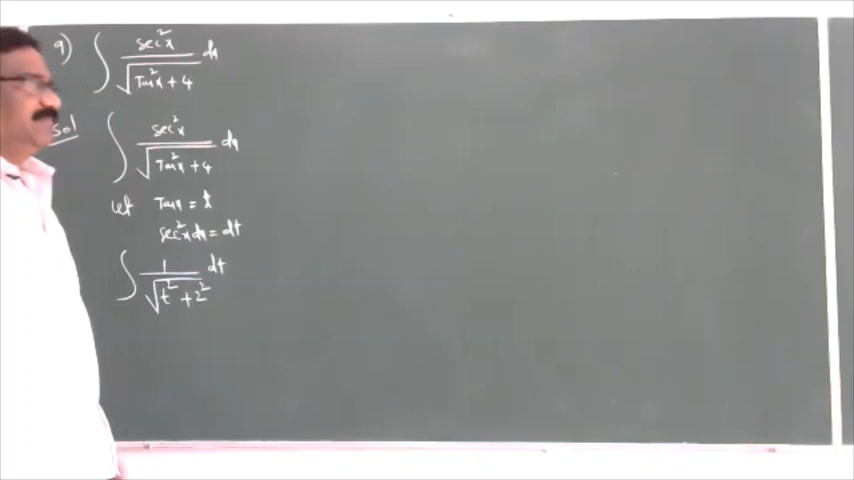 9) ∫ sec²x / √(Tan²x + 4) dx
Sol ∫ sec²x / √(Tan²x + 4) dx
Let Tanx = t
sec²x dx = dt
∫ 1 / √(t² + 2²) dt